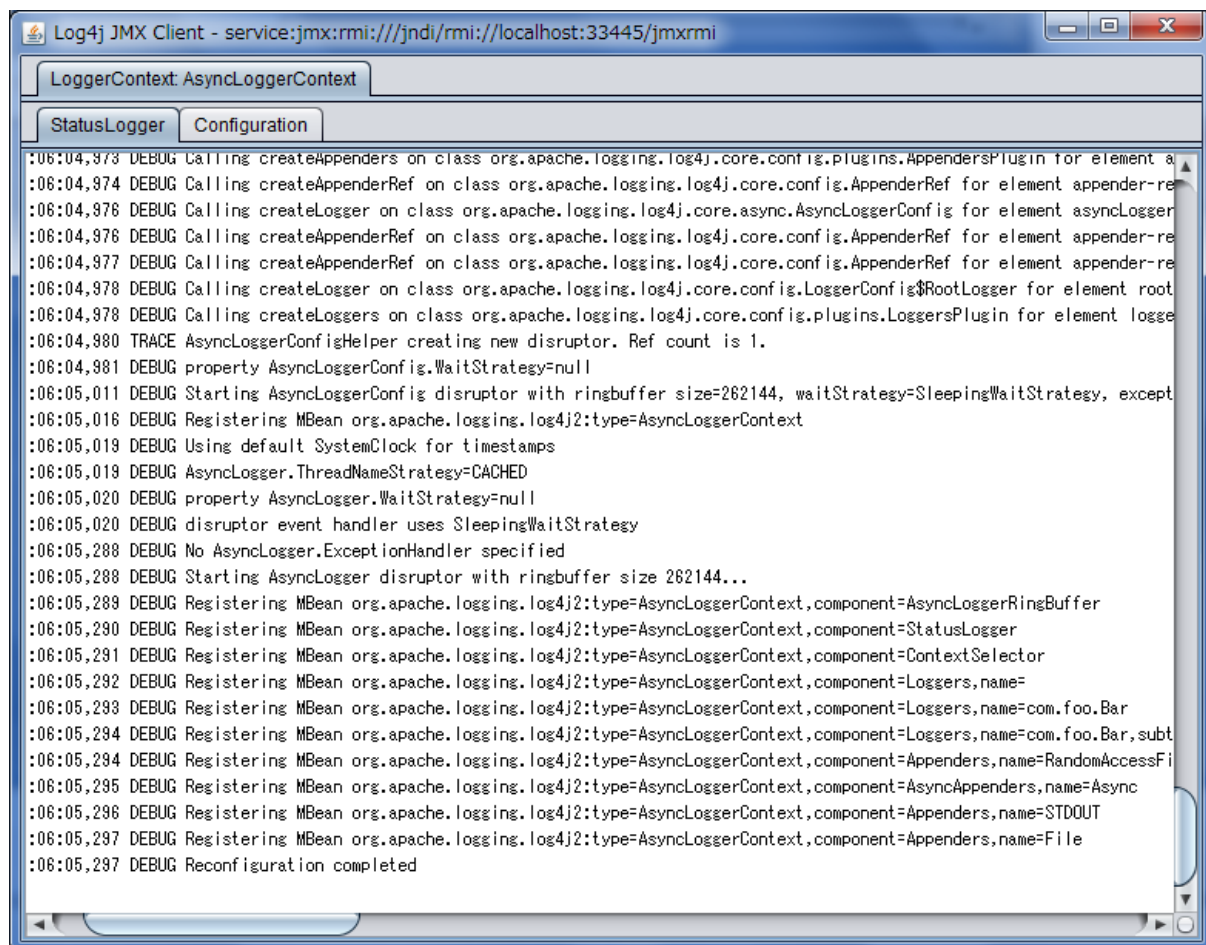 Log4j JMX Client - service:jmx:rmi:///jndi/rmi://localhost:33445/jmxrmi
LoggerContext: AsyncLoggerContext
StatusLogger Configuration
:06:04,973 DEBUG Calling createAppenders on class org.apache.logging.log4j.core.config.plugins.AppendersPlugin for element a
:06:04,974 DEBUG Calling createAppenderRef on class org.apache.logging.log4j.core.config.AppenderRef for element appender-re
:06:04,976 DEBUG Calling createLogger on class org.apache.logging.log4j.core.async.AsyncLoggerConfig for element asyncLogger
:06:04,976 DEBUG Calling createAppenderRef on class org.apache.logging.log4j.core.config.AppenderRef for element appender-re
:06:04,977 DEBUG Calling createAppenderRef on class org.apache.logging.log4j.core.config.AppenderRef for element appender-re
:06:04,978 DEBUG Calling createLogger on class org.apache.logging.log4j.core.config.LoggerConfig$RootLogger for element root
:06:04,978 DEBUG Calling createLoggers on class org.apache.logging.log4j.core.config.plugins.LoggersPlugin for element logge
:06:04,980 TRACE AsyncLoggerConfigHelper creating new disruptor. Ref count is 1.
:06:04,981 DEBUG property AsyncLoggerConfig.WaitStrategy=null
:06:05,011 DEBUG Starting AsyncLoggerConfig disruptor with ringbuffer size=262144, waitStrategy=SleepingWaitStrategy, except
:06:05,016 DEBUG Registering MBean org.apache.logging.log4j2:type=AsyncLoggerContext
:06:05,019 DEBUG Using default SystemClock for timestamps
:06:05,019 DEBUG AsyncLogger.ThreadNameStrategy=CACHED
:06:05,020 DEBUG property AsyncLogger.WaitStrategy=null
:06:05,020 DEBUG disruptor event handler uses SleepingWaitStrategy
:06:05,288 DEBUG No AsyncLogger.ExceptionHandler specified
:06:05,288 DEBUG Starting AsyncLogger disruptor with ringbuffer size 262144...
:06:05,289 DEBUG Registering MBean org.apache.logging.log4j2:type=AsyncLoggerContext,component=AsyncLoggerRingBuffer
:06:05,290 DEBUG Registering MBean org.apache.logging.log4j2:type=AsyncLoggerContext,component=StatusLogger
:06:05,291 DEBUG Registering MBean org.apache.logging.log4j2:type=AsyncLoggerContext,component=ContextSelector
:06:05,292 DEBUG Registering MBean org.apache.logging.log4j2:type=AsyncLoggerContext,component=Loggers,name=
:06:05,293 DEBUG Registering MBean org.apache.logging.log4j2:type=AsyncLoggerContext,component=Loggers,name=com.foo.Bar
:06:05,294 DEBUG Registering MBean org.apache.logging.log4j2:type=AsyncLoggerContext,component=Loggers,name=com.foo.Bar,subt
:06:05,294 DEBUG Registering MBean org.apache.logging.log4j2:type=AsyncLoggerContext,component=Appenders,name=RandomAccessFi
:06:05,295 DEBUG Registering MBean org.apache.logging.log4j2:type=AsyncLoggerContext,component=AsyncAppenders,name=Async
:06:05,296 DEBUG Registering MBean org.apache.logging.log4j2:type=AsyncLoggerContext,component=Appenders,name=STDOUT
:06:05,297 DEBUG Registering MBean org.apache.logging.log4j2:type=AsyncLoggerContext,component=Appenders,name=File
:06:05,297 DEBUG Reconfiguration completed